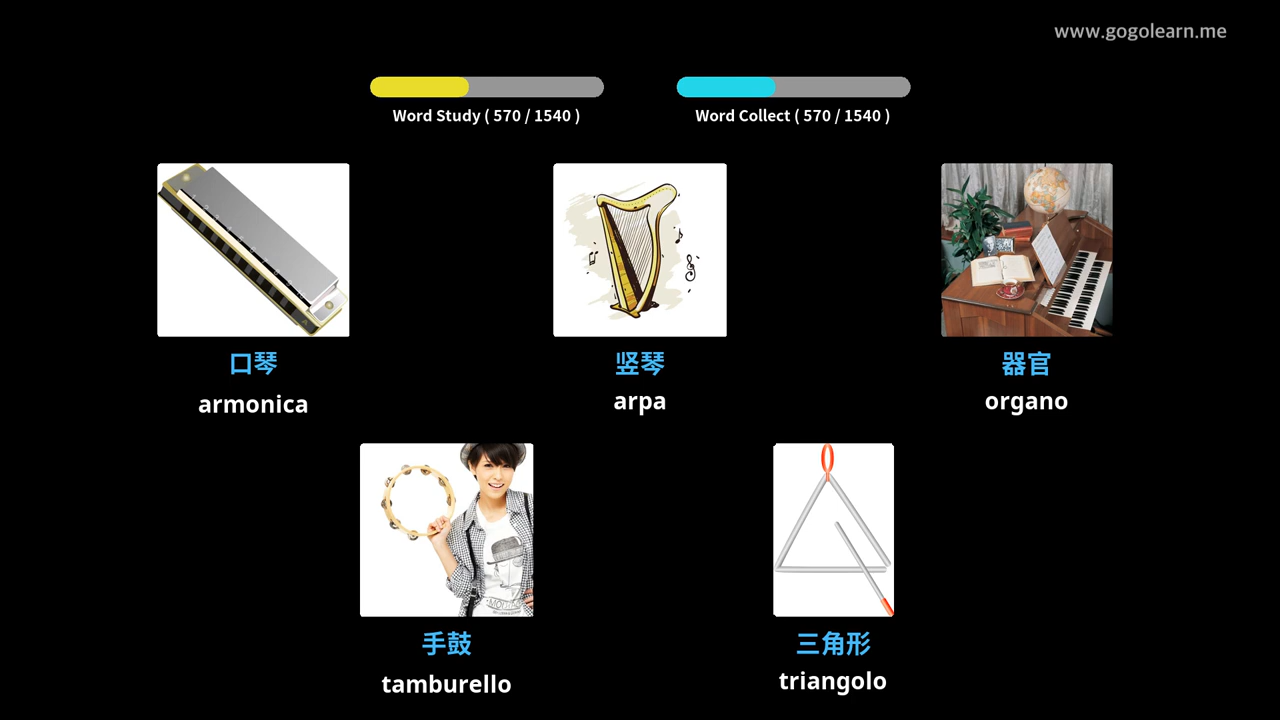 www.gogolearn.me
Word Study ( 570 / 1540 )
Word Collect ( 570 / 1540 )
口琴
armonica
竖琴
arpa
器官
organo
手鼓
tamburello
三角形
triangolo